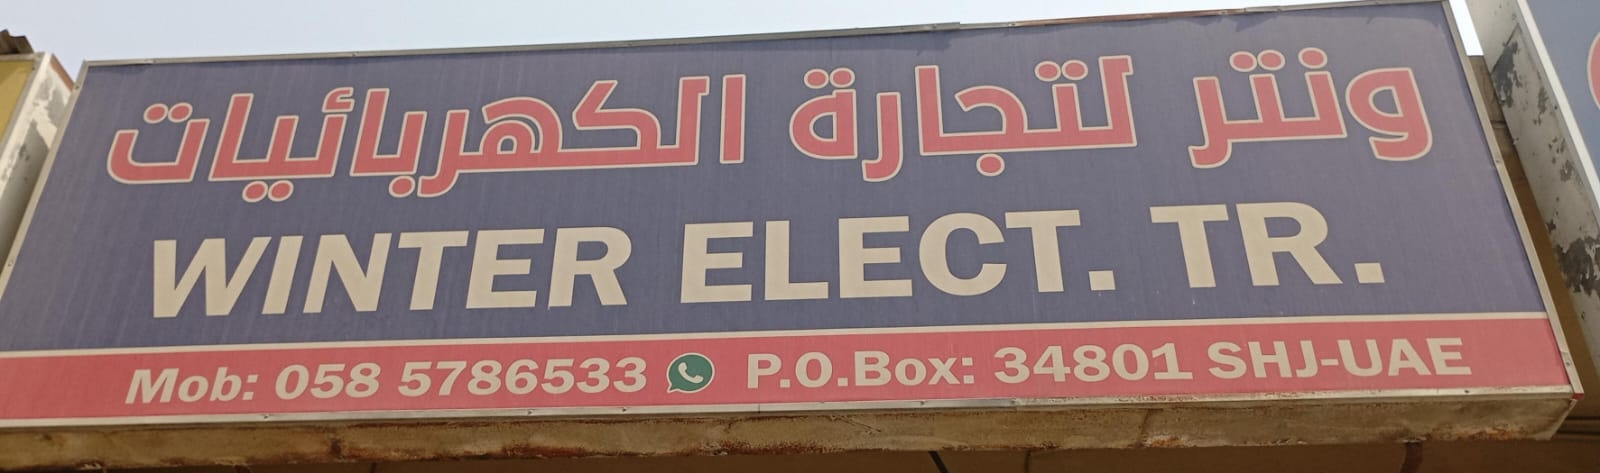 ونتر لتجارة الكهربائيات
WINTER ELECT. TR.
Mob: 058 5786533 P.O.Box: 34801 SHJ-UAE